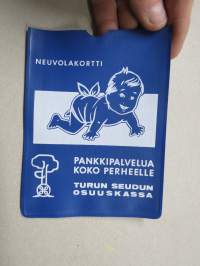 NEUVOLAKORTTI
PANKKIPALVELUA
KOKO PERHEELLE
TURUN SEUDUN
OSUUSKASSA